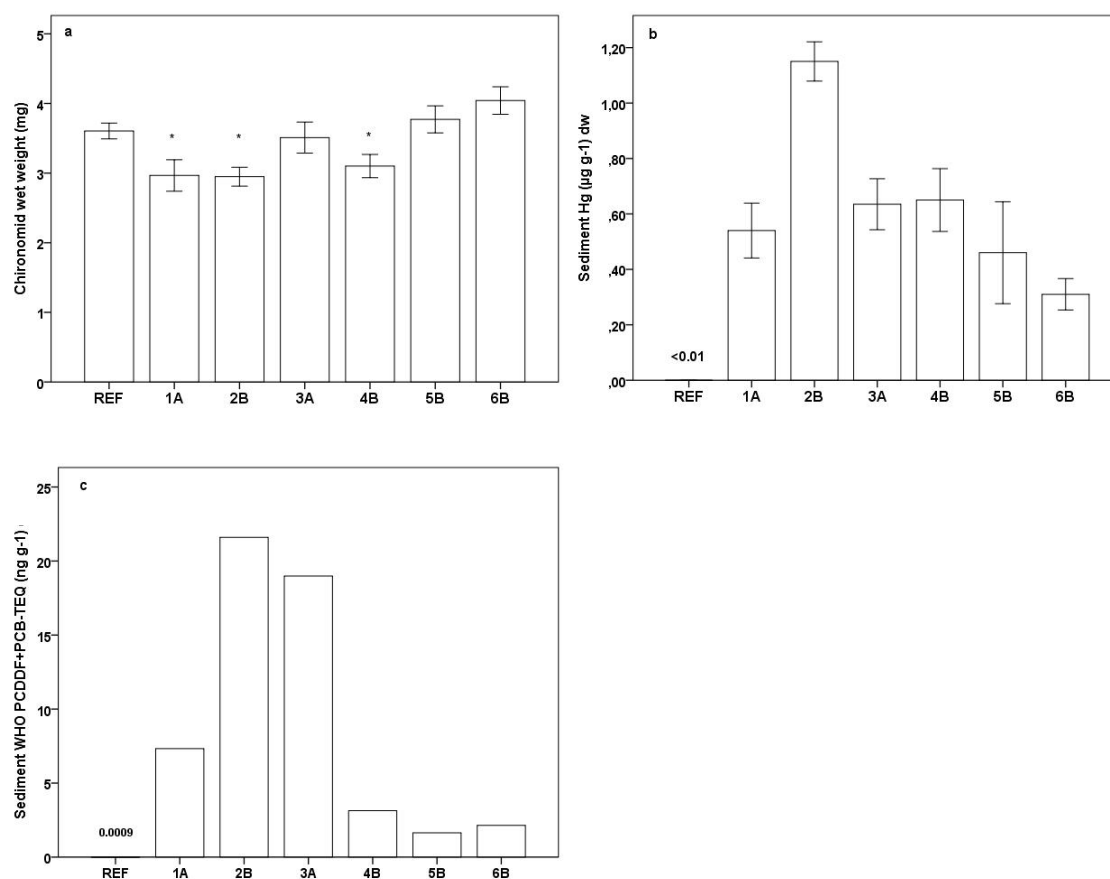 a
Chironomid wet weight (mg)
5
4
3
2
1
0
* * *
REF 1A 2B 3A 4B 5B 6B
b
Sediment Hg (µg g-1) dw
1,20
1,00
,80
,60
,40
,20
,00
<0.01
REF 1A 2B 3A 4B 5B 6B
c
Sediment WHO PCDDF+PCB-TEQ (ng g-1)
25
20
15
10
5
0
0.0009
REF 1A 2B 3A 4B 5B 6B